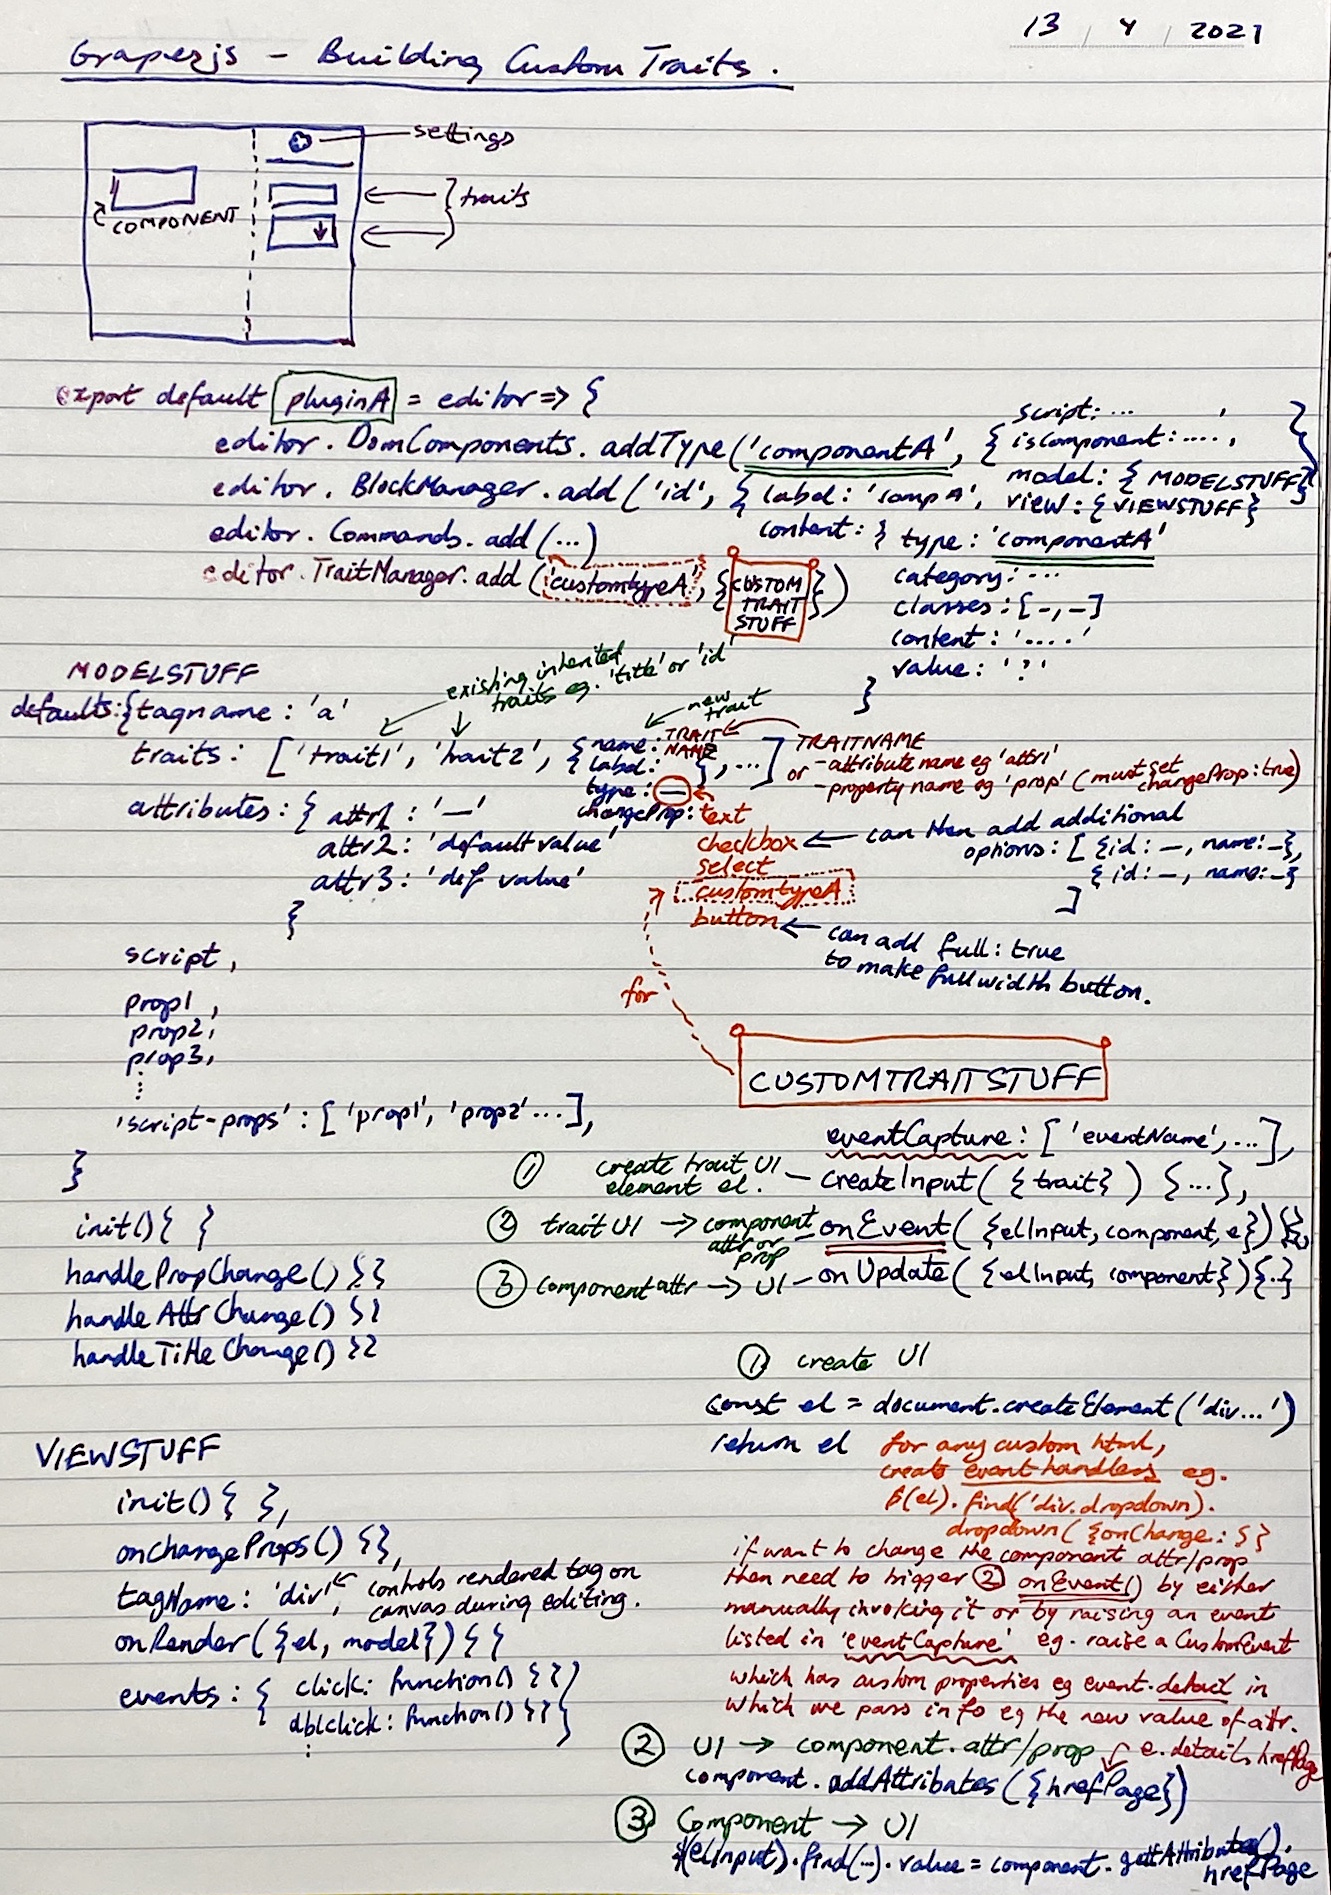 13 / 4 / 2021
Grapesjs - Building Custom Traits.
settings
traits
COMPONENT
export default pluginA = editor => {
editor. DomComponents. addType ('componentA', {
script: ... ,
isComponent: ....,
model: { MODELSTUFF }
view: { VIEWSTUFF }
}
editor. BlockManager. add ('id', { label: 'compA',
content: { type: 'componentA'
category: ...
classes: [-, -]
content: '....'
value: '?'
}
editor. Commands. add (...)
editor. TraitManager. add ('customtypeA', { CUSTOM
TRAIT
STUFF })
MODELSTUFF
existing inherited
traits eg. 'title' or 'id'
new
trait
defaults: { tagname: 'a'
traits: ['trait1', 'trait2', { name: TRAIT
NAME
label:
type: —
changeProp:
}, ...]
TRAITNAME
- attribute name eg 'attr1'
or - property name eg 'prop' (must set
changeProp: true)
attributes: { attr1: '—'
attr2: 'default value'
attr3: 'def value'
}
text
checkbox
select
customtypeA
button
can then add additional
options: [ {id: —, name: —},
{id: —, name: —}
]
can add full: true
to make full width button.
script,
prop1,
prop2,
prop3,
⋮
'script-props': ['prop1', 'prop2' ...],
}
for
CUSTOMTRAITSTUFF
eventCapture: ['eventName', ...],
① create trait UI
element el. — createInput ({trait}) {...},
② trait UI → component
attr or
prop — onEvent ({elInput, component, e}) {},
③ component attr → UI — onUpdate ({elInput, component}) {.}
init() { }
handlePropChange() {}
handleAttrChange() {}
handleTitleChange() {}
① create UI
const el = document.createElement('div...')
return el
for any custom html,
create event handlers eg.
$(el). find('div.dropdown).
dropdown ({onChange: {}
if want to change the component attr/prop
then need to trigger ② onEvent() by either
manually invoking it or by raising an event
listed in 'eventCapture' eg. raise a CustomEvent
which has custom properties eg event.detail in
which we pass info eg the new value of attr.
VIEWSTUFF
init() { },
onChangeProps() {},
tagName: 'div', controls rendered tag on
canvas during editing.
onRender ({el, model}) { {
events: { click: function() {}
dblclick: function() {} }
⋮
② UI → component.attr/prop
e.detail.hrefPage
component.addAttributes ({hrefPage})
③ Component → UI
$(elInput).find(...).value = component.getAttributes().
hrefPage